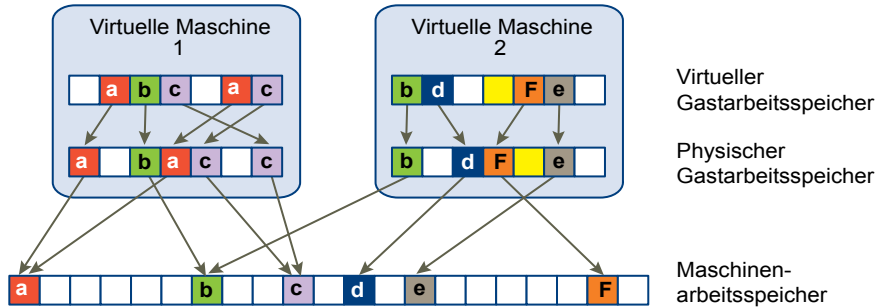 Virtuelle Maschine
1
Virtuelle Maschine
2
a b c a c
b d F e
Virtueller
Gastarbeitsspeicher
a b a c c
b d F e
Physischer
Gastarbeitsspeicher
a b c d e F
Maschinen-
arbeitsspeicher